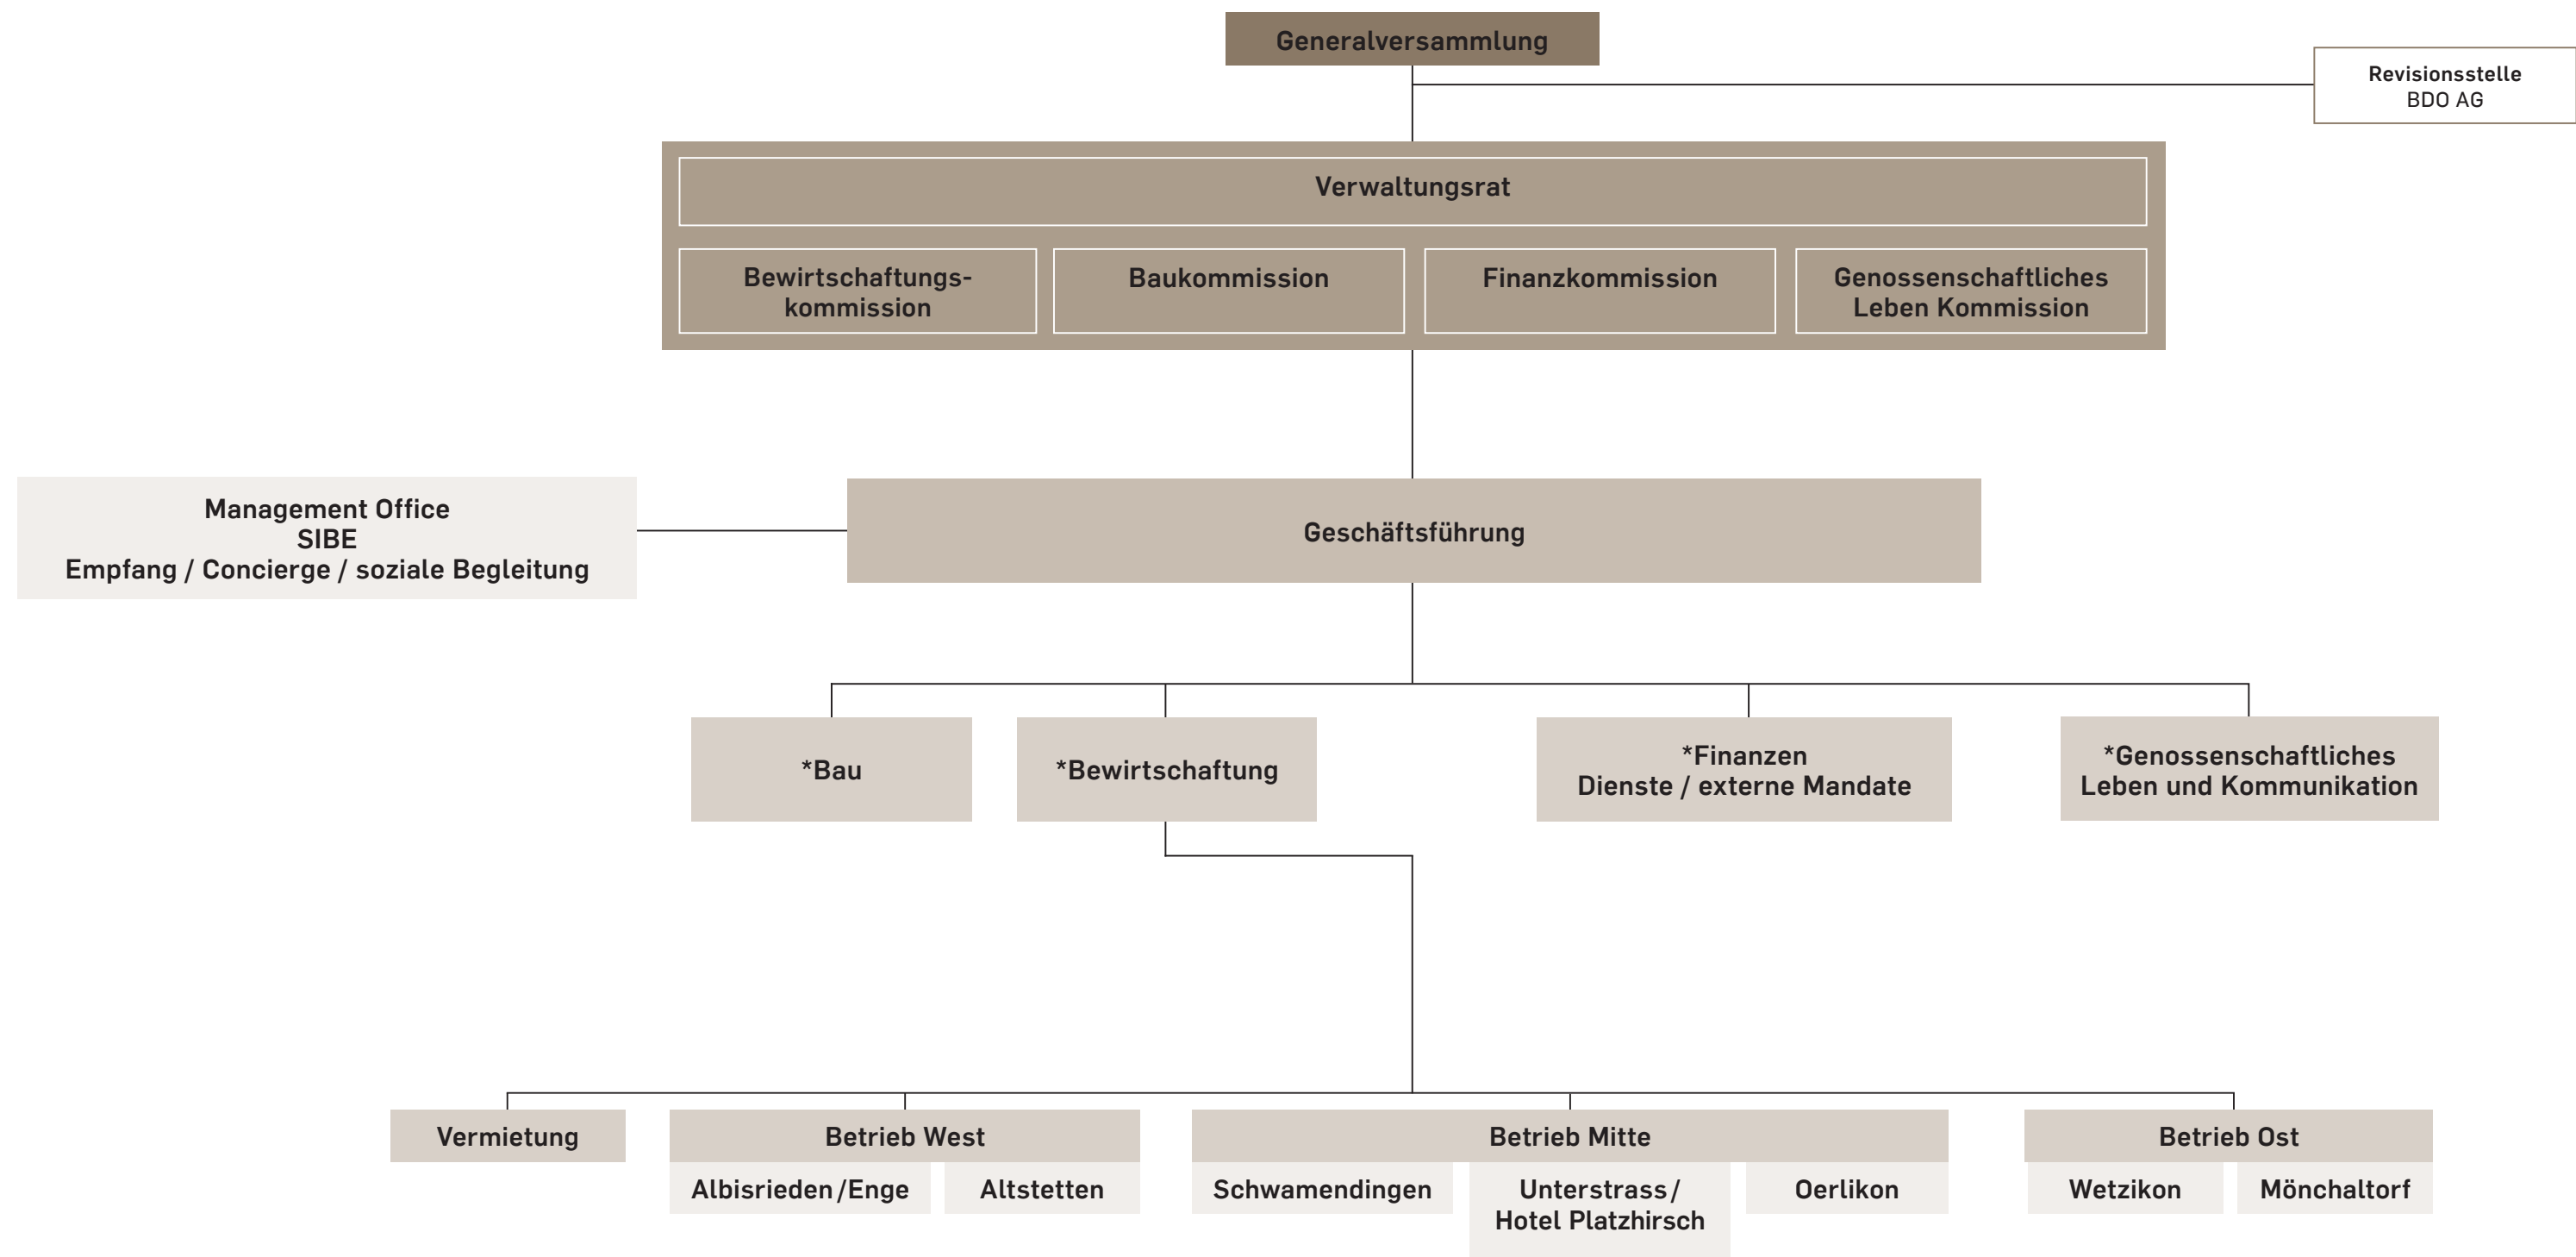 Generalversammlung
Revisionsstelle
BDO AG
Verwaltungsrat
Bewirtschaftungs-
kommission
Baukommission
Finanzkommission
Genossenschaftliches
Leben Kommission
Management Office
SIBE
Empfang / Concierge / soziale Begleitung
Geschäftsführung
*Bau
*Bewirtschaftung
*Finanzen
Dienste / externe Mandate
*Genossenschaftliches
Leben und Kommunikation
Vermietung
Betrieb West
Albisrieden/Enge
Altstetten
Betrieb Mitte
Schwamendingen
Unterstrass/
Hotel Platzhirsch
Oerlikon
Betrieb Ost
Wetzikon
Mönchaltorf